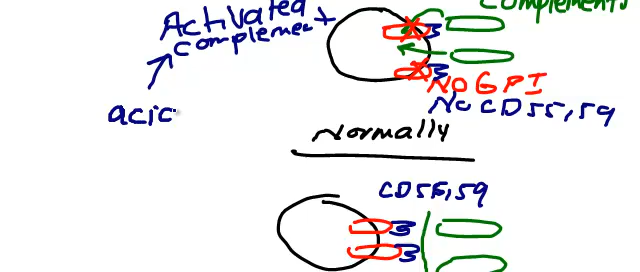 Complements
Activated
complement
NO GPI
NO CD55,59
acic
Normally
CD55,59